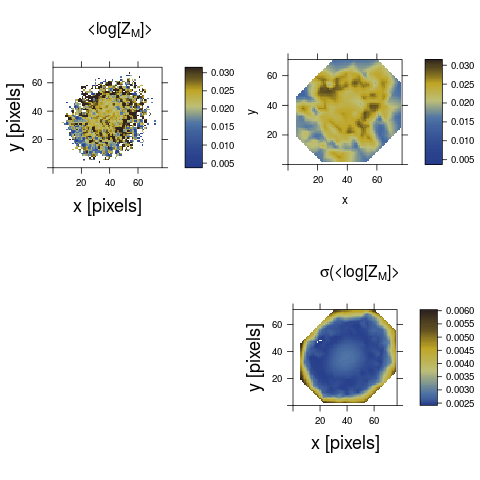 <log[Z_M]>
0.030
0.025
0.020
0.015
0.010
0.005
60
40
20
y [pixels]
20 40 60
x [pixels]
0.030
0.025
0.020
0.015
0.010
0.005
60
40
20
y
20 40 60
x
σ(<log[Z_M]>
0.0060
0.0055
0.0050
0.0045
0.0040
0.0035
0.0030
0.0025
60
40
20
y [pixels]
20 40 60
x [pixels]